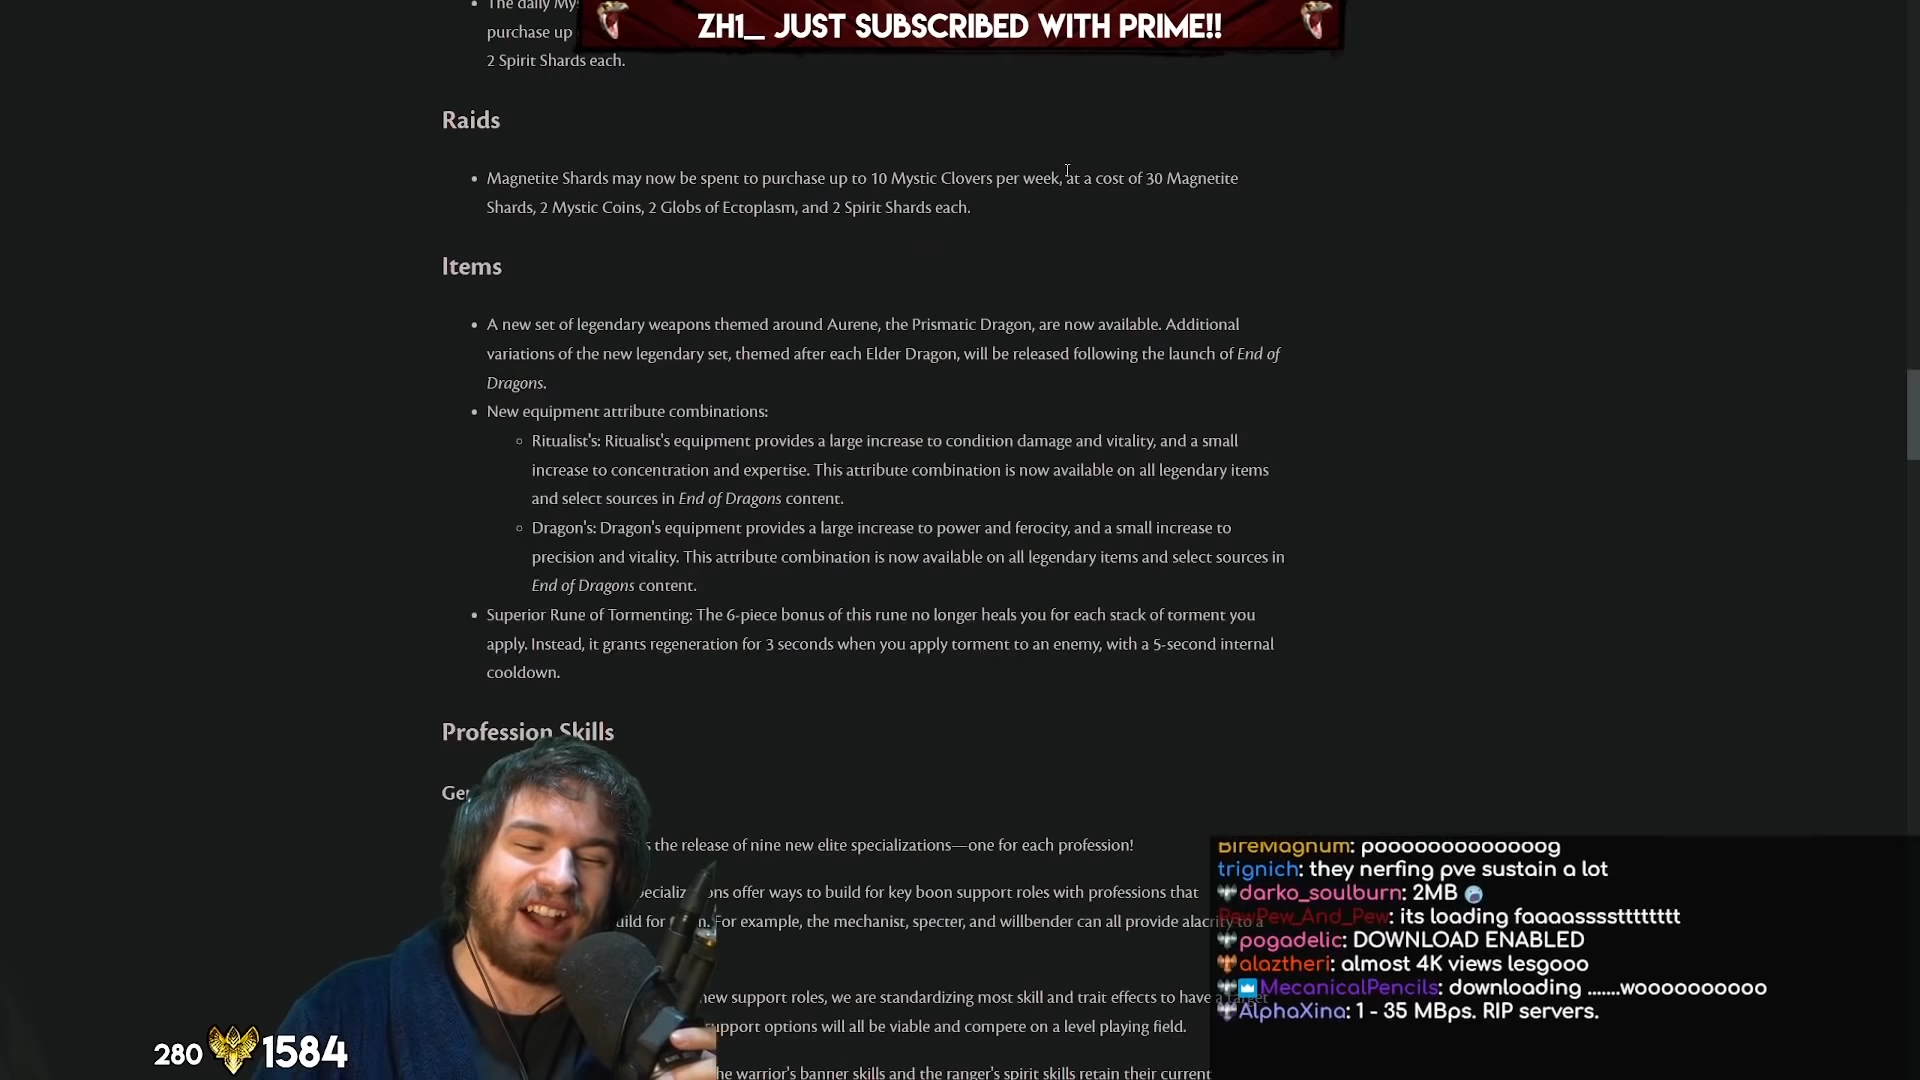 The daily My
ZH1_ JUST SUBSCRIBED WITH PRIME!!
purchase up
2 Spirit Shards each.
Raids
Magnetite Shards may now be spent to purchase up to 10 Mystic Clovers per week, at a cost of 30 Magnetite
Shards, 2 Mystic Coins, 2 Globs of Ectoplasm, and 2 Spirit Shards each.
Items
A new set of legendary weapons themed around Aurene, the Prismatic Dragon, are now available. Additional
variations of the new legendary set, themed after each Elder Dragon, will be released following the launch of End of
Dragons.
New equipment attribute combinations:
Ritualist's: Ritualist's equipment provides a large increase to condition damage and vitality, and a small
increase to concentration and expertise. This attribute combination is now available on all legendary items
and select sources in End of Dragons content.
Dragon's: Dragon's equipment provides a large increase to power and ferocity, and a small increase to
precision and vitality. This attribute combination is now available on all legendary items and select sources in
End of Dragons content.
Superior Rune of Tormenting: The 6-piece bonus of this rune no longer heals you for each stack of torment you
apply. Instead, it grants regeneration for 3 seconds when you apply torment to an enemy, with a 5-second internal
cooldown.
Profession Skills
Ge
s the release of nine new elite specializations—one for each profession!
ons offer ways to build for key boon support roles with professions that
For example, the mechanist, specter, and willbender can all provide alacrity to a
new support roles, we are standardizing most skill and trait effects to have a target
support options will all be viable and compete on a level playing field.
he warrior's banner skills and the ranger's spirit skills retain their current
BireMagnum: poooooooooooog
trignich: they nerfing pve sustain a lot
darko_soulburn: 2MB
PewPew_And_Pew: its loading faaaassssttttttt
pogadelic: DOWNLOAD ENABLED
alaztheri: almost 4K views lesgooo
MecanicalPencils: downloading .......woooooooooo
AlphaXina: 1 - 35 MBps. RIP servers.
280 1584